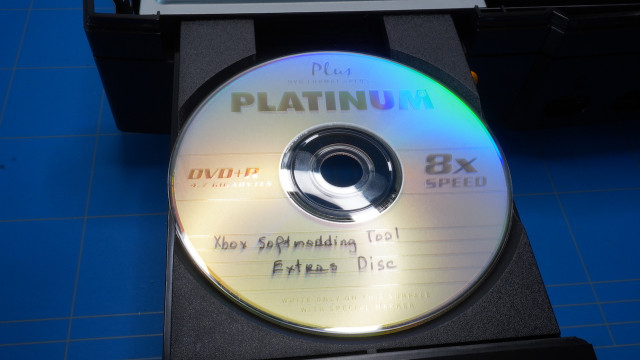 Plus
PLATINUM
DVD+R
8x
SPEED
Xbox Softmodding Tool
Extras Disc